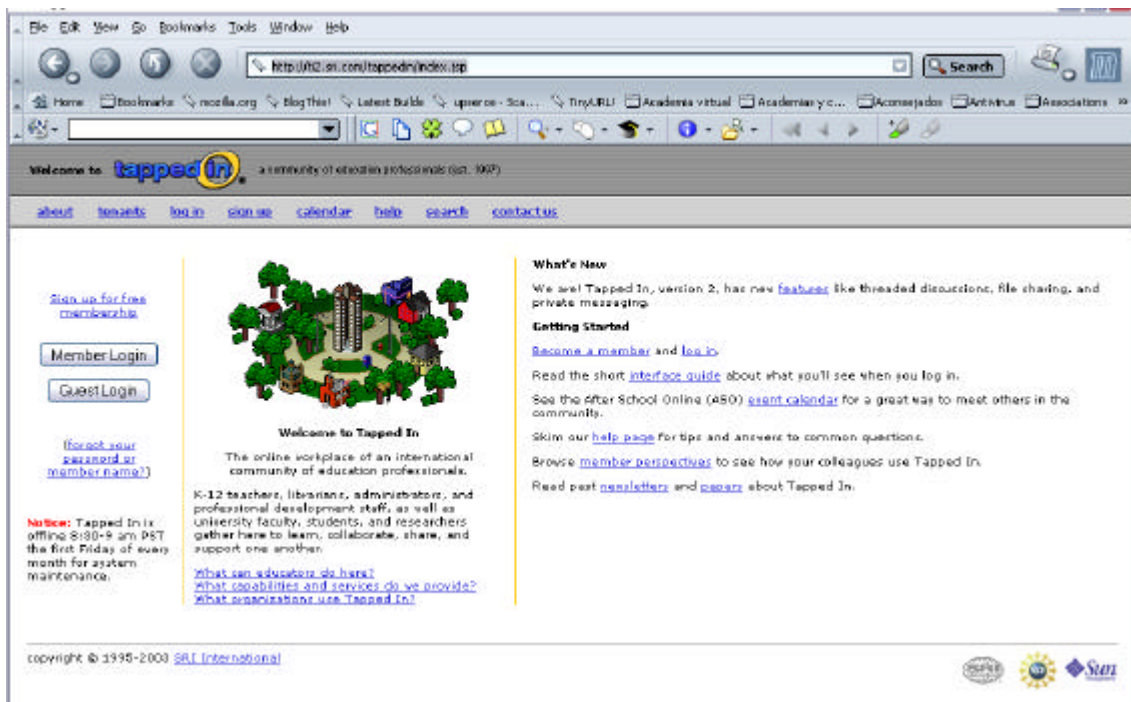 File Edit View Go Bookmarks Tools Window Help
http://ti2.sri.com/tappedin/index.jsp
Search
Home Bookmarks mozilla.org BlogThis! Latest Builds upserce - Sca... TinyURL! Academia virtual Academias y c... Aconsejados Antivirus Associations
Welcome to tapped in. a community of education professionals (est. 1997)
about tenants log in sign up calendar help search contact us
Sign up for free
membership
Member Login
Guest Login
(forgot your
password or
member name?)
Notice: Tapped In is
offline 8:30-9 am PST
the first Friday of every
month for system
maintenance.
Welcome to Tapped In
The online workplace of an international
community of education professionals.
K-12 teachers, librarians, administrators, and
professional development staff, as well as
university faculty, students, and researchers
gather here to learn, collaborate, share, and
support one another.
What can educators do here?
What capabilities and services do we provide?
What organizations use Tapped In?
What's New
We are! Tapped In, version 2, has new features like threaded discussions, file sharing, and
private messaging.
Getting Started
Become a member and log in.
Read the short interface guide about what you'll see when you log in.
See the After School Online (ASO) event calendar for a great way to meet others in the
community.
Skim our help page for tips and answers to common questions.
Browse member perspectives to see how your colleagues use Tapped In.
Read past newsletters and papers about Tapped In.
copyright © 1995-2003 SRI International
Sun